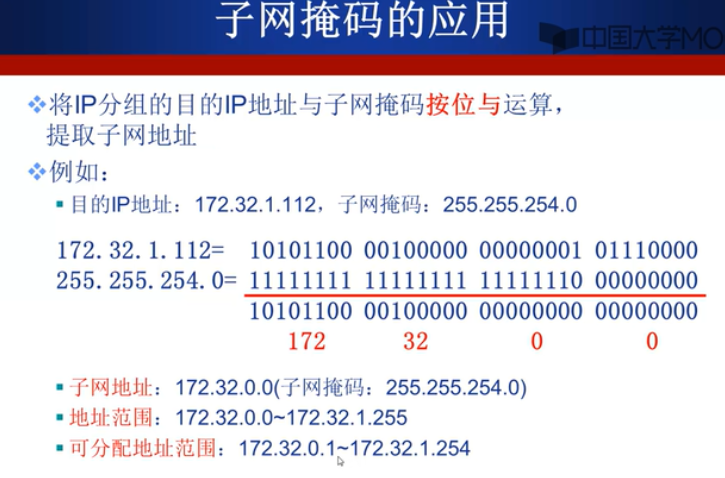 子网掩码的应用
中国大学MO
❖将IP分组的目的IP地址与子网掩码按位与运算，
提取子网地址
❖例如：
▪目的IP地址：172.32.1.112，子网掩码：255.255.254.0
172.32.1.112= 10101100 00100000 00000001 01110000
255.255.254.0= 11111111 11111111 11111110 00000000
10101100 00100000 00000000 00000000
172 32 0 0
▪子网地址：172.32.0.0(子网掩码：255.255.254.0)
▪地址范围：172.32.0.0~172.32.1.255
▪可分配地址范围：172.32.0.1~172.32.1.254